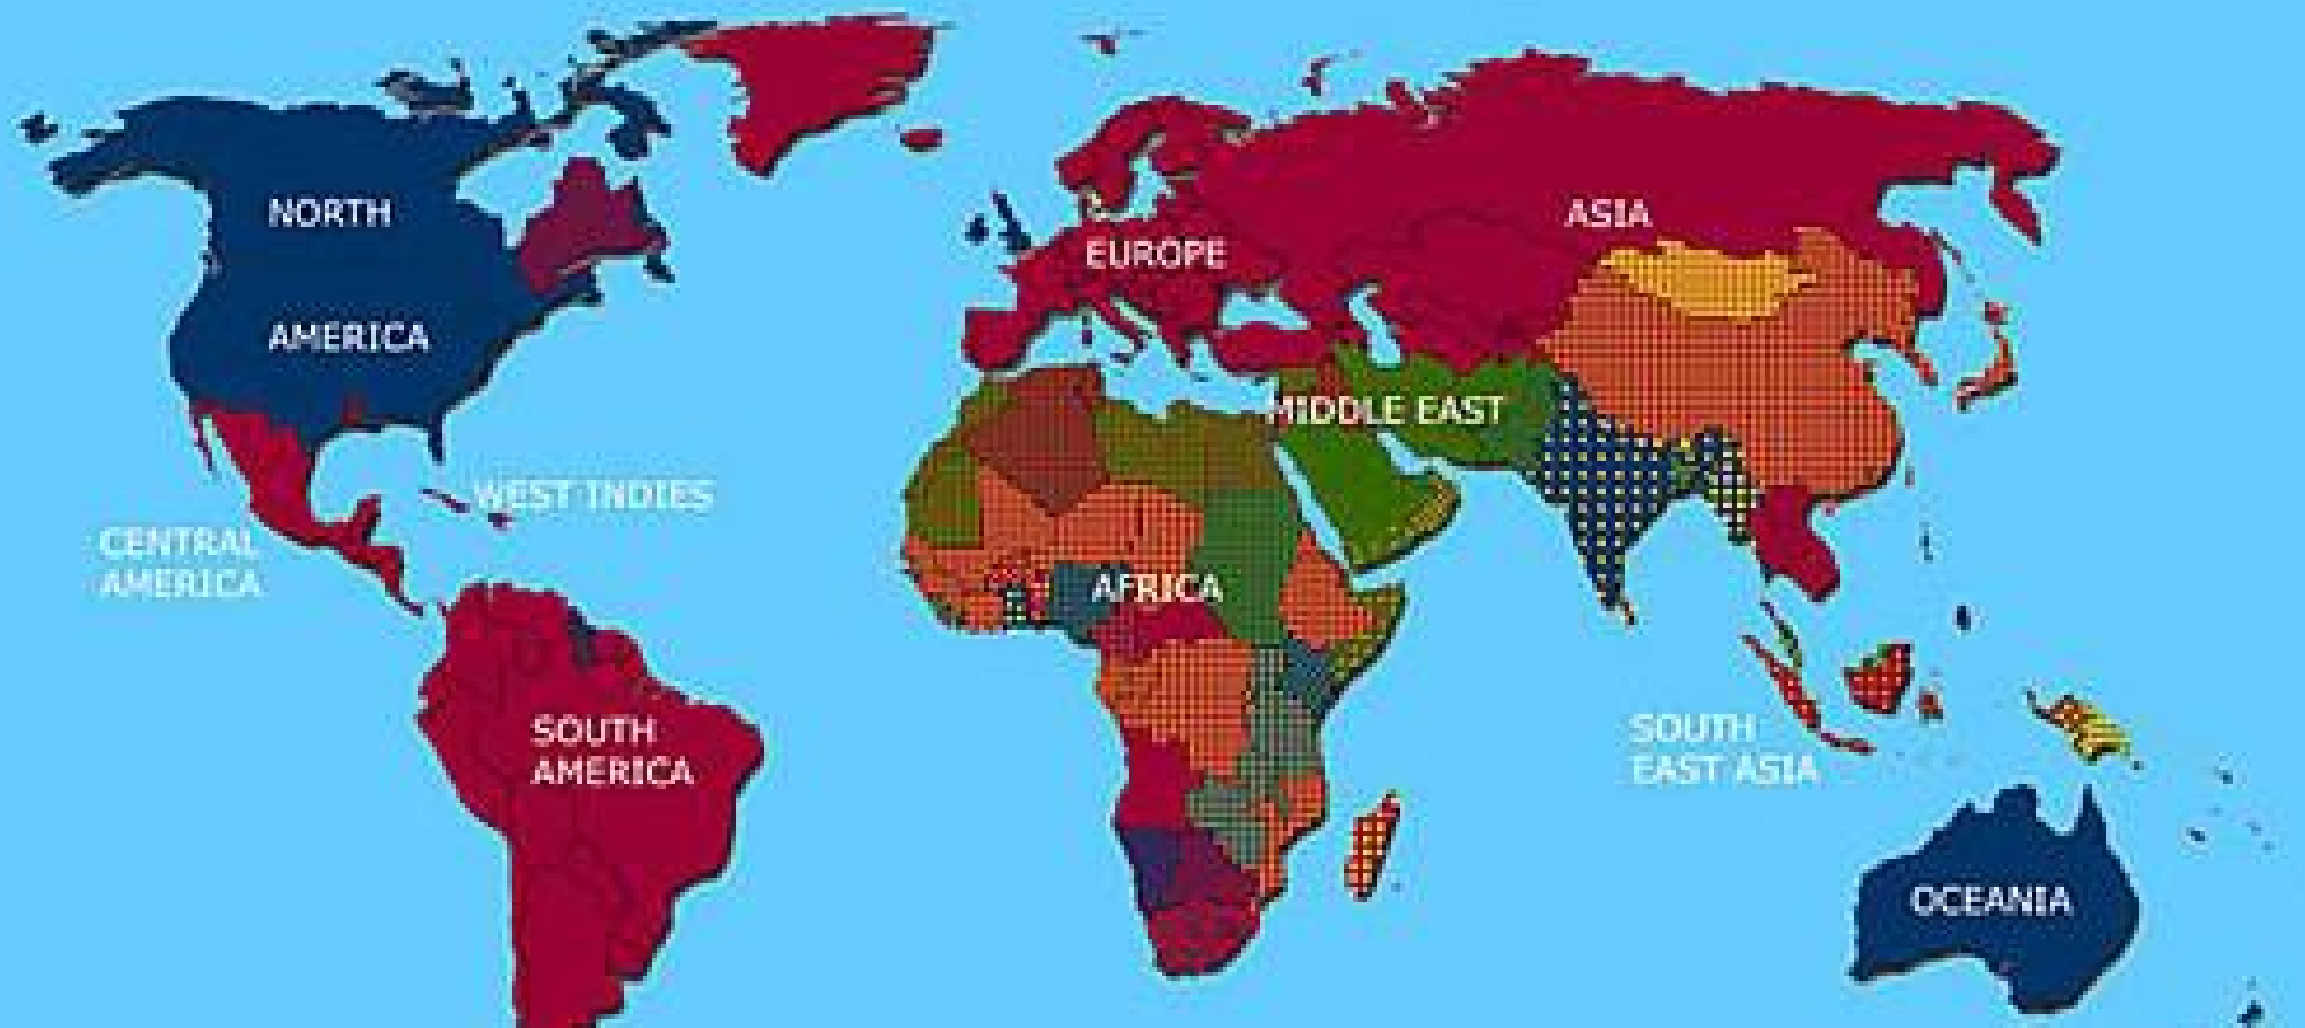 NORTH
AMERICA
WEST INDIES
CENTRAL
AMERICA
SOUTH
AMERICA
EUROPE
ASIA
MIDDLE EAST
AFRICA
SOUTH
EAST ASIA
OCEANIA